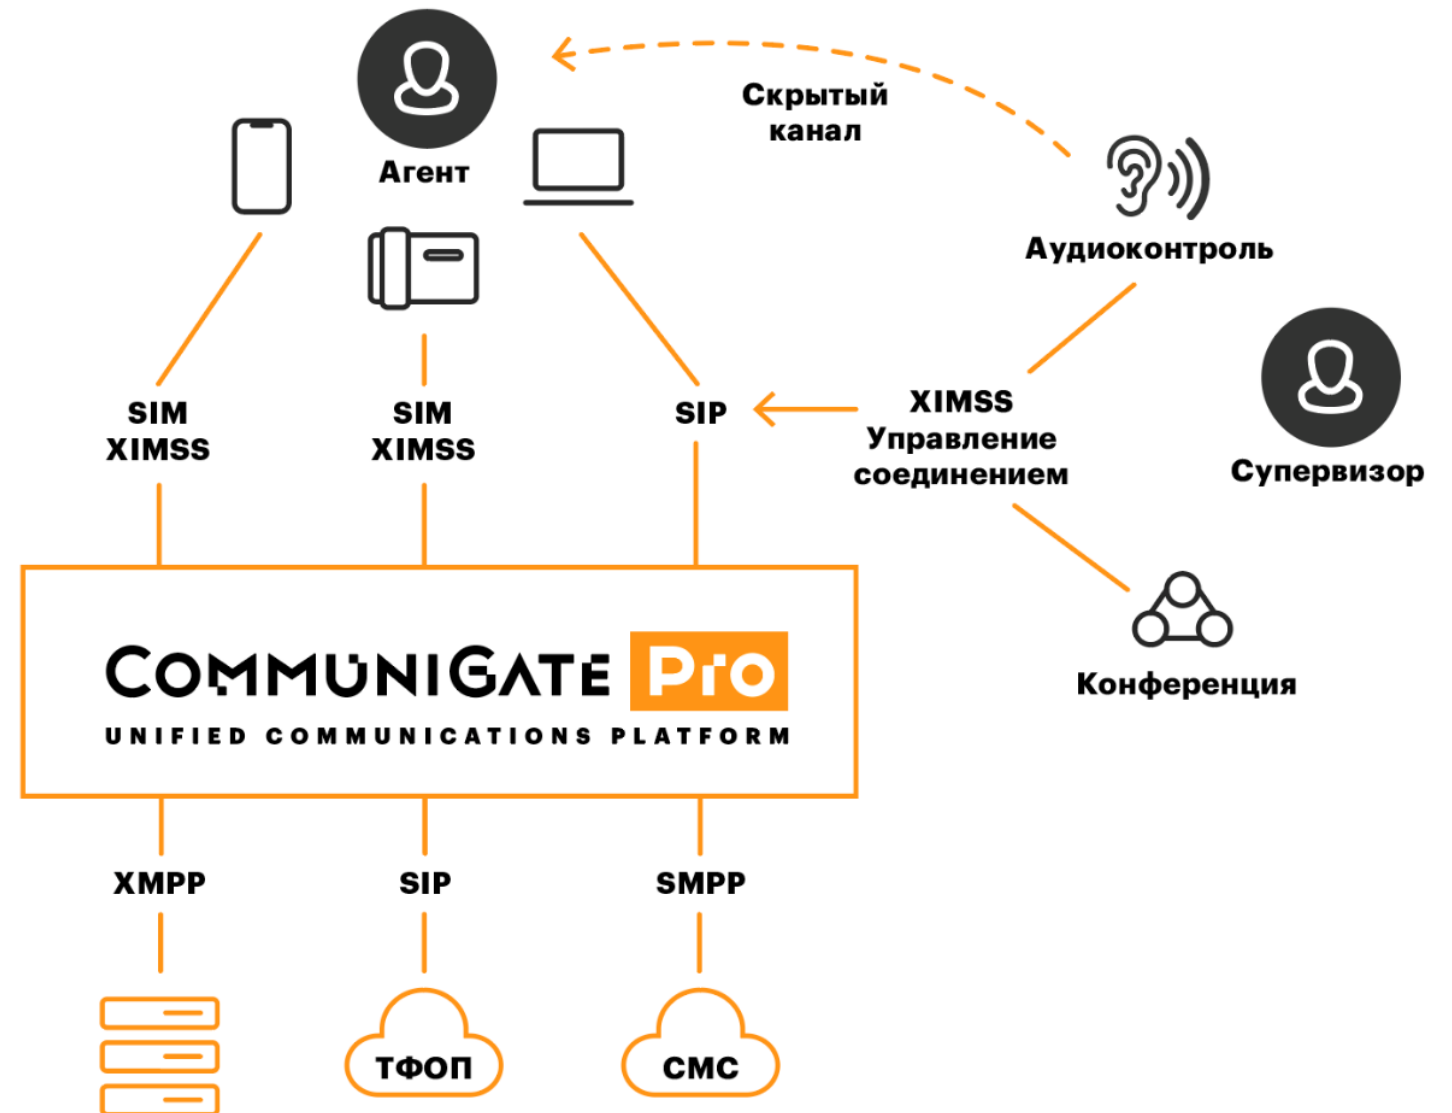 Скрытый
канал
Агент
Аудиоконтроль
SIM
XIMSS
SIM
XIMSS
SIP
XIMSS
Управление
соединением
Супервизор
COMMUNIGATE Pro
UNIFIED COMMUNICATIONS PLATFORM
Конференция
XMPP
SIP
SMPP
ТФОП
СМС